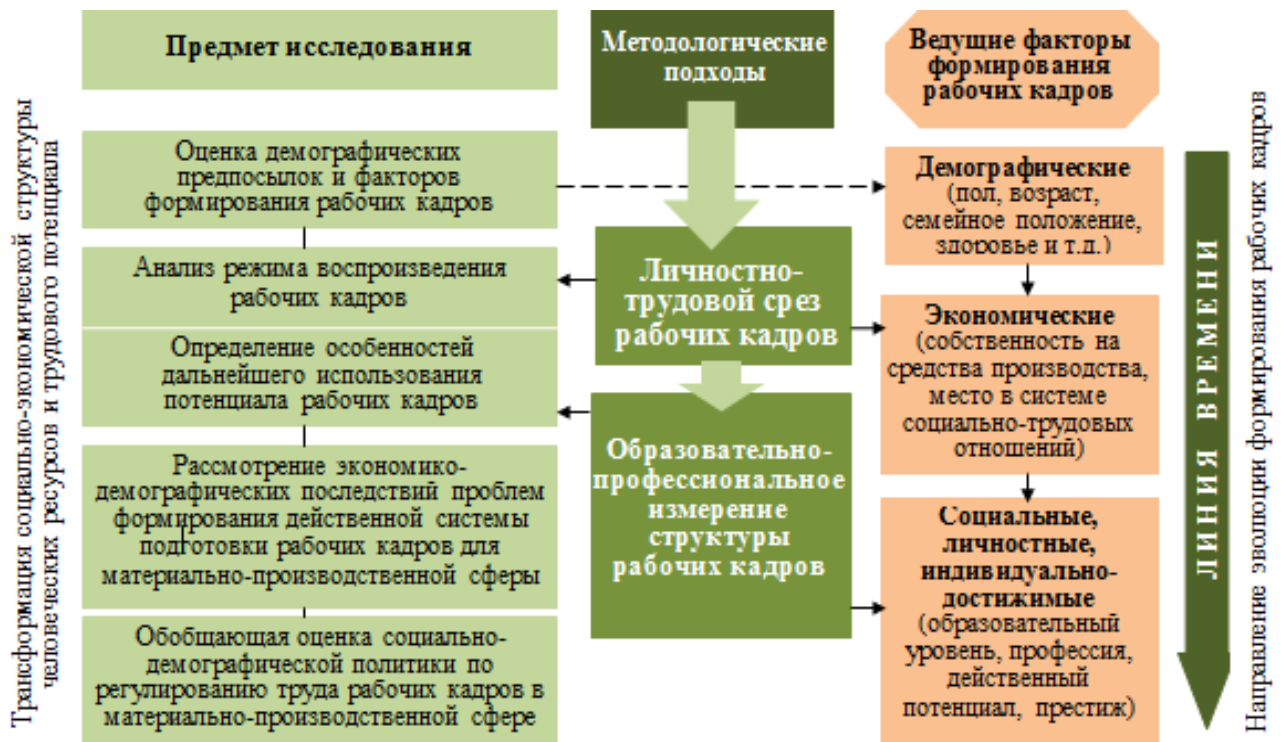 Трансформация социально-экономической структуры
человеческих ресурсов и трудового потенциала
Предмет исследования
Оценка демографических
предпосылок и факторов
формирования рабочих кадров
Анализ режима воспроизведения
рабочих кадров
Определение особенностей
дальнейшего использования
потенциала рабочих кадров
Рассмотрение экономико-
демографических последствий проблем
формирования действенной системы
подготовки рабочих кадров для
материально-производственной сферы
Обобщающая оценка социально-
демографической политики по
регулированию труда рабочих кадров в
материально-производственной сфере
Методологические
подходы
Личностно-
трудовой срез
рабочих кадров
Образовательно-
профессиональное
измерение
структуры
рабочих кадров
Ведущие факторы
формирования
рабочих кадров
Демографические
(пол, возраст,
семейное положение,
здоровье и т.д.)
Экономические
(собственность на
средства производства,
место в системе
социально-трудовых
отношений)
Социальные,
личностные,
индивидуально-
достижимые
(образовательный
уровень, профессия,
действенный
потенциал, престиж)
ЛИНИЯ ВРЕМЕНИ
Направление эволюции формирования рабочих кадров